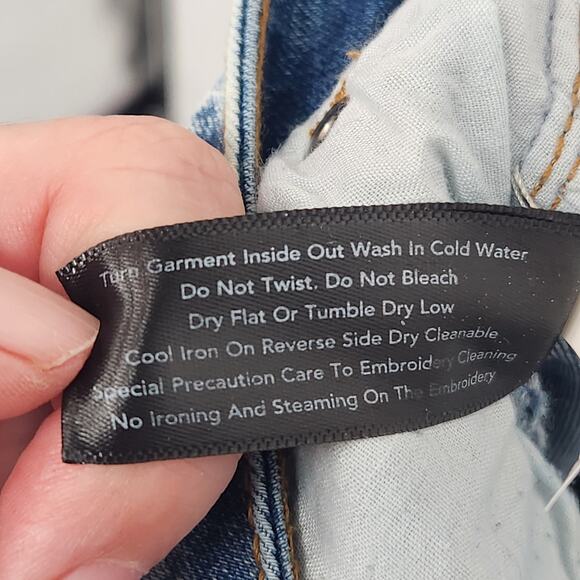 Turn Garment Inside Out Wash In Cold Water
Do Not Twist, Do Not Bleach
Dry Flat Or Tumble Dry Low
Cool Iron On Reverse Side Dry Cleanable
Special Precaution Care To Embroidery Cleaning
No Ironing And Steaming On The Embroidery